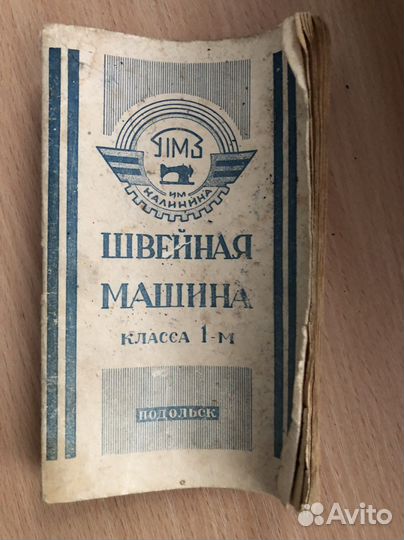 ПМЗ
ИМ
КАЛИНИНА
ШВЕЙНАЯ
МАШИНА
КЛАССА 1-М
ПОДОЛЬСК
Avito